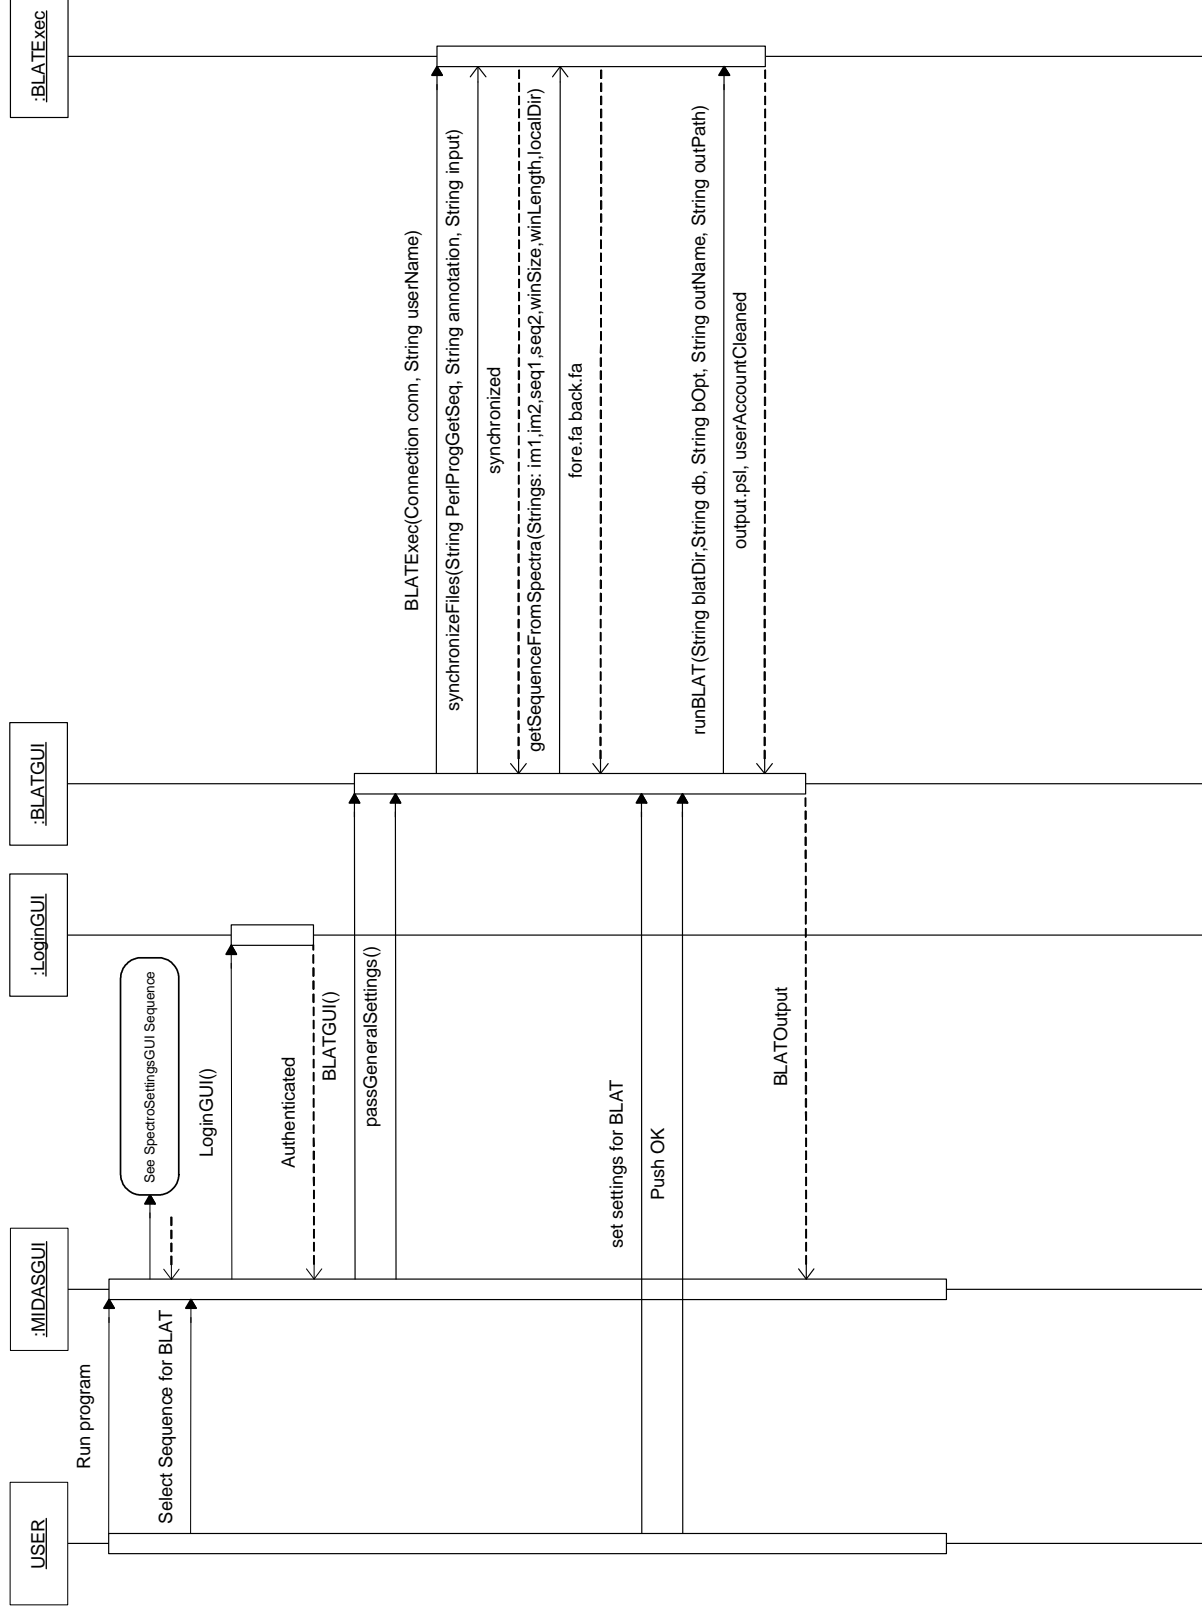 USER
:MIDASGUI
:LoginGUI
:BLATGUI
:BLATExec
Run program
See SpectroSettingsGUI Sequence
Select Sequence for BLAT
LoginGUI()
Authenticated
BLATGUI()
passGeneralSettings()
BLATExec(Connection conn, String userName)
synchronizeFiles(String PerlProgGetSeq, String annotation, String input)
synchronized
getSequenceFromSpectra(Strings: im1,im2,seq1,seq2,winSize,winLength,localDir)
fore.fa back.fa
set settings for BLAT
Push OK
runBLAT(String blatDir,String db, String bOpt, String outName, String outPath)
output.psl, userAccountCleaned
BLATOutput